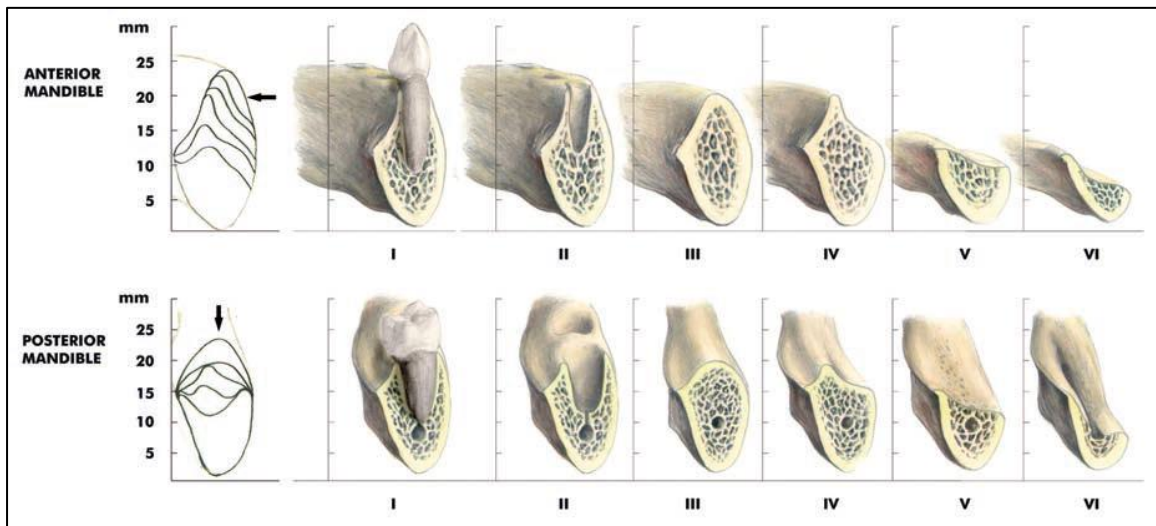 mm
25
ANTERIOR
MANDIBLE
20
15
10
5
I II III IV V VI
mm
25
POSTERIOR
MANDIBLE
20
15
10
5
I II III IV V VI